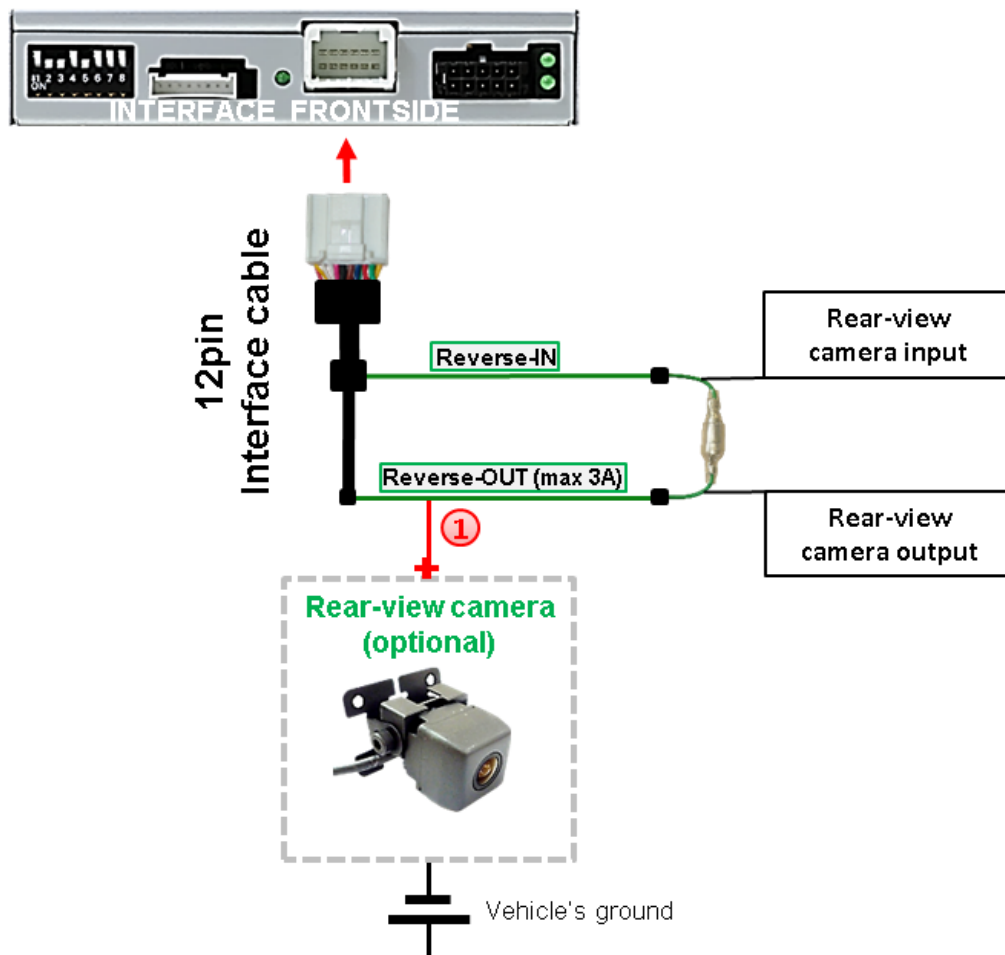 1 2 3 4 5 6 7 8
ON
INTERFACE FRONTSIDE
12pin
Interface cable
Reverse-IN
Rear-view
camera input
Reverse-OUT (max 3A)
1
Rear-view
camera output
Rear-view camera
(optional)
Vehicle's ground